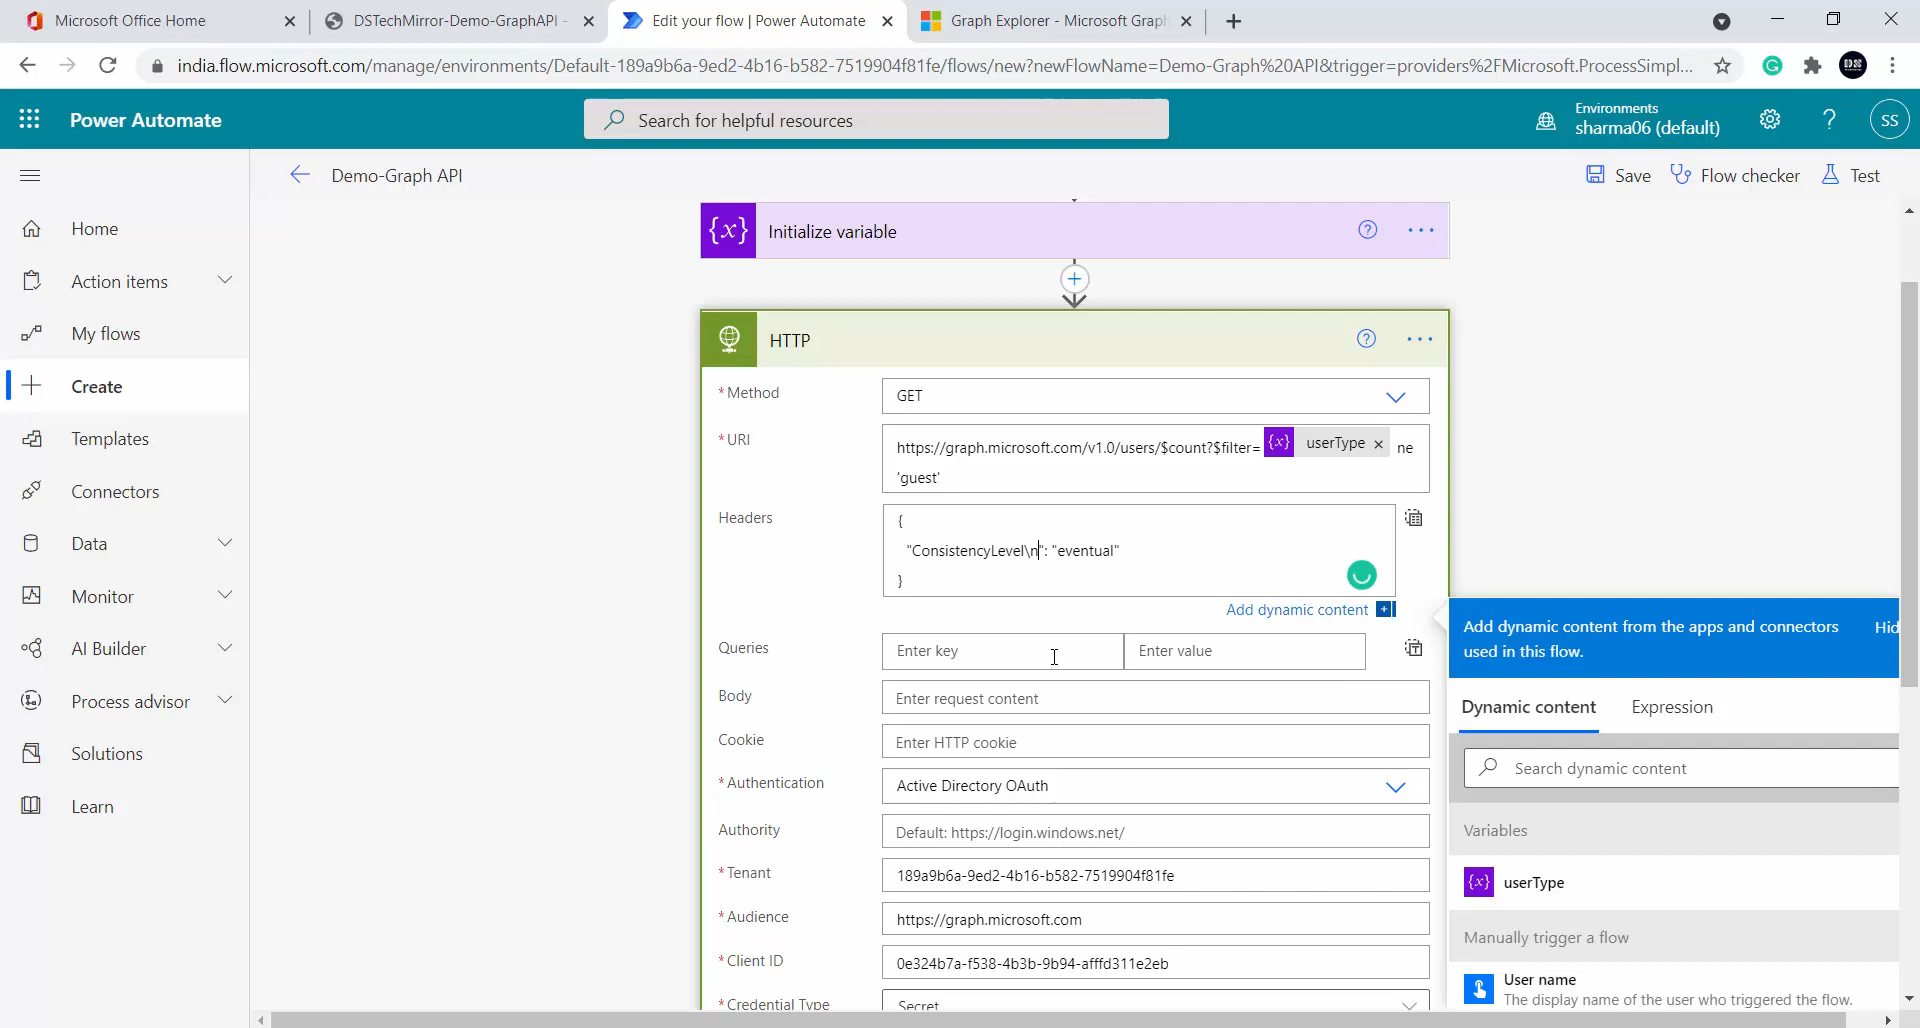 Microsoft Office Home
DSTechMirror-Demo-GraphAPI -
Edit your flow | Power Automate
Graph Explorer - Microsoft Graph
india.flow.microsoft.com/manage/environments/Default-189a9b6a-9ed2-4b16-b582-7519904f81fe/flows/new?newFlowName=Demo-Graph%20API&trigger=providers%2FMicrosoft.ProcessSimpl...
DS
Power Automate
Search for helpful resources
Environments
sharma06 (default)
?
SS
Demo-Graph API
Save
Flow checker
Test
Home
Action items
My flows
Create
Templates
Connectors
Data
Monitor
AI Builder
Process advisor
Solutions
Learn
{x} Initialize variable
?
HTTP
?
* Method
GET
* URI
https://graph.microsoft.com/v1.0/users/$count?$filter= {x} userType × ne
'guest'
Headers
{
"ConsistencyLevel\n": "eventual"
}
Add dynamic content
Queries
Enter key
Enter value
Body
Enter request content
Cookie
Enter HTTP cookie
* Authentication
Active Directory OAuth
Authority
Default: https://login.windows.net/
* Tenant
189a9b6a-9ed2-4b16-b582-7519904f81fe
* Audience
https://graph.microsoft.com
* Client ID
0e324b7a-f538-4b3b-9b94-afffd311e2eb
* Credential Type
Secret
Add dynamic content from the apps and connectors
used in this flow.
Hid
Dynamic content
Expression
Search dynamic content
Variables
{x} userType
Manually trigger a flow
User name
The display name of the user who triggered the flow.